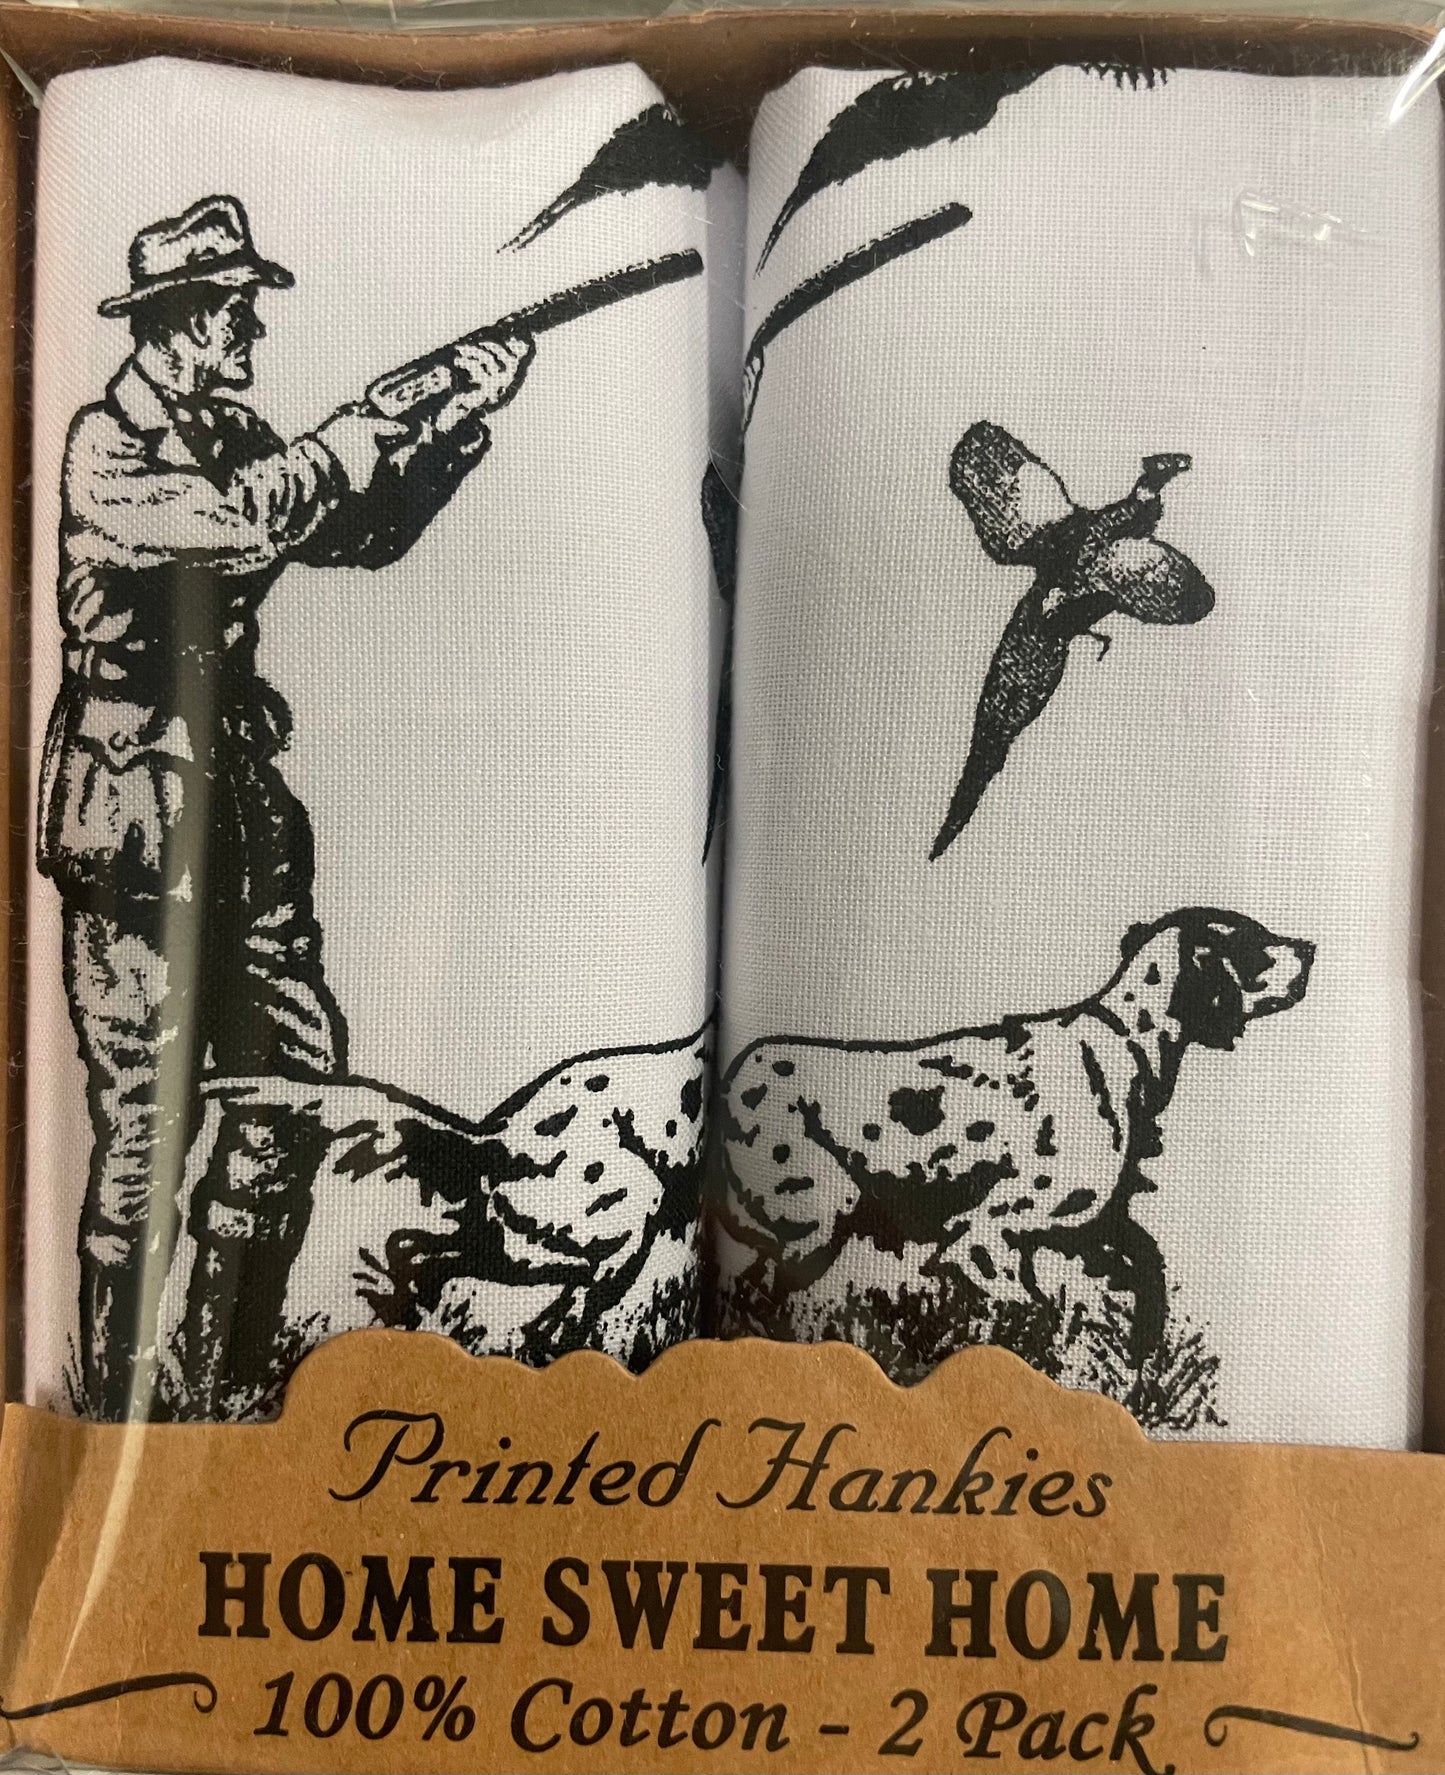 Printed Hankies
HOME SWEET HOME
100% Cotton - 2 Pack